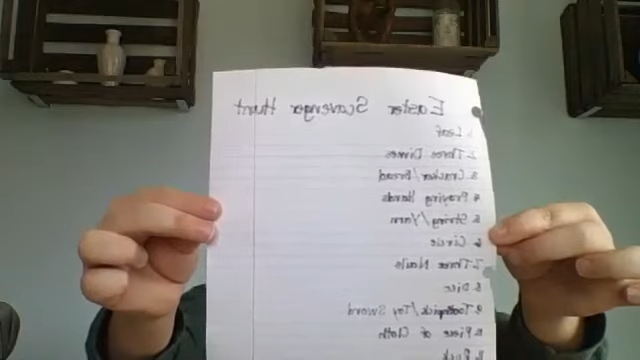 Easter Scavenger Hunt
1. Leaf
2. Three Dimes
3. Cracker/Bread
4. Praying Hands
5. String/Yarn
6. Circle
7. Three Nails
8. Dice
9. Toothpick/Toy Sword
10. Piece of Cloth
11.